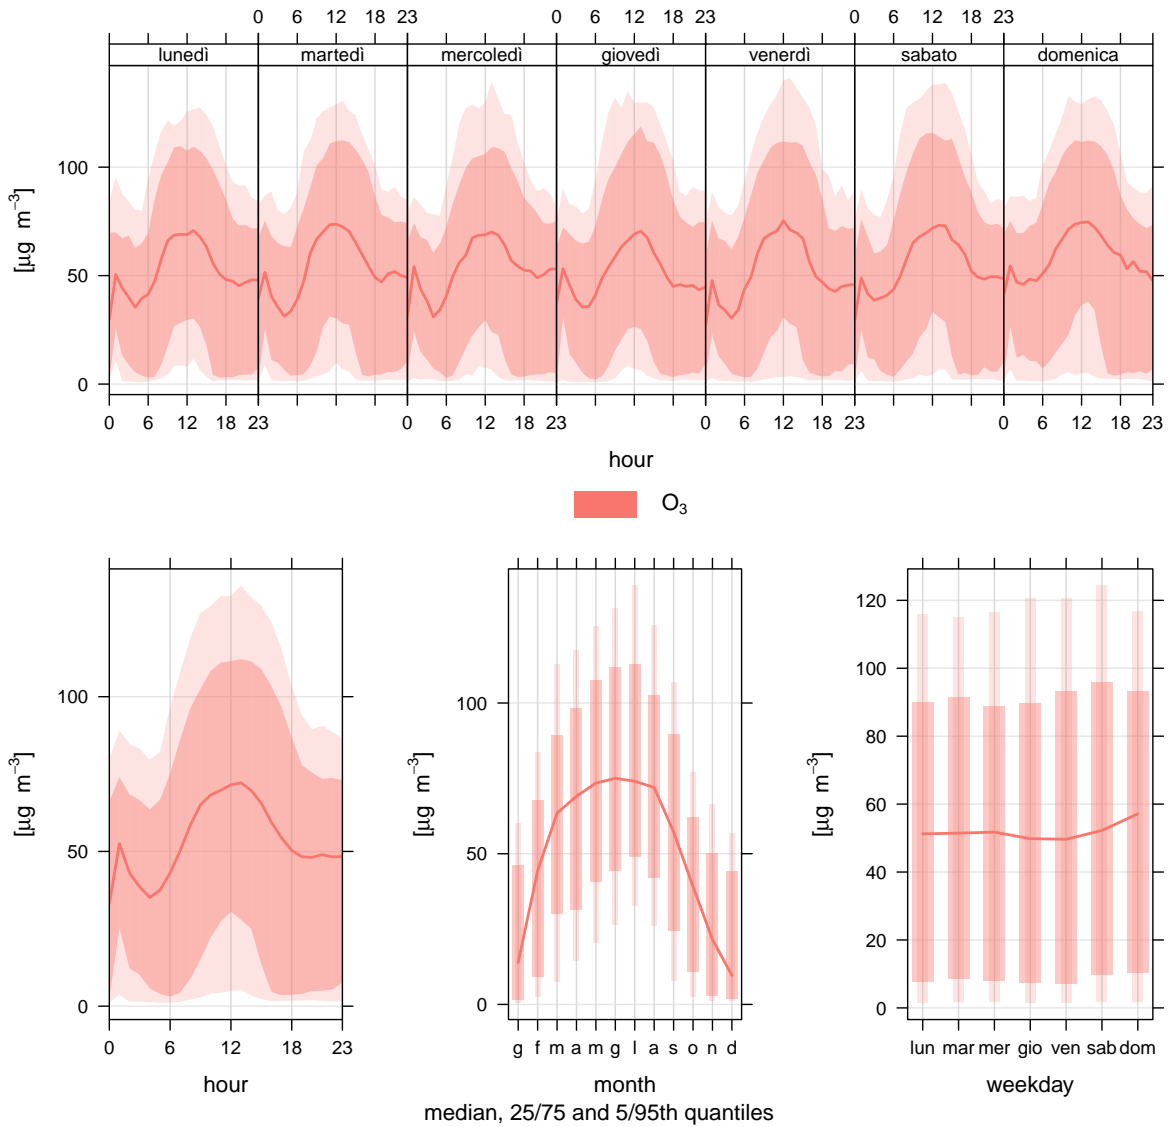 0 6 12 18 23 0 6 12 18 23 0 6 12 18 23
lunedì martedì mercoledì giovedì venerdì sabato domenica
100
50
0
[µg m⁻³]
0 6 12 18 23 0 6 12 18 23 0 6 12 18 23 0 6 12 18 23
hour
O₃
100
50
0
[µg m⁻³]
0 6 12 18 23
hour
100
50
0
[µg m⁻³]
g f m a m g l a s o n d
month
120
100
80
60
40
20
0
[µg m⁻³]
lun mar mer gio ven sab dom
weekday
median, 25/75 and 5/95th quantiles